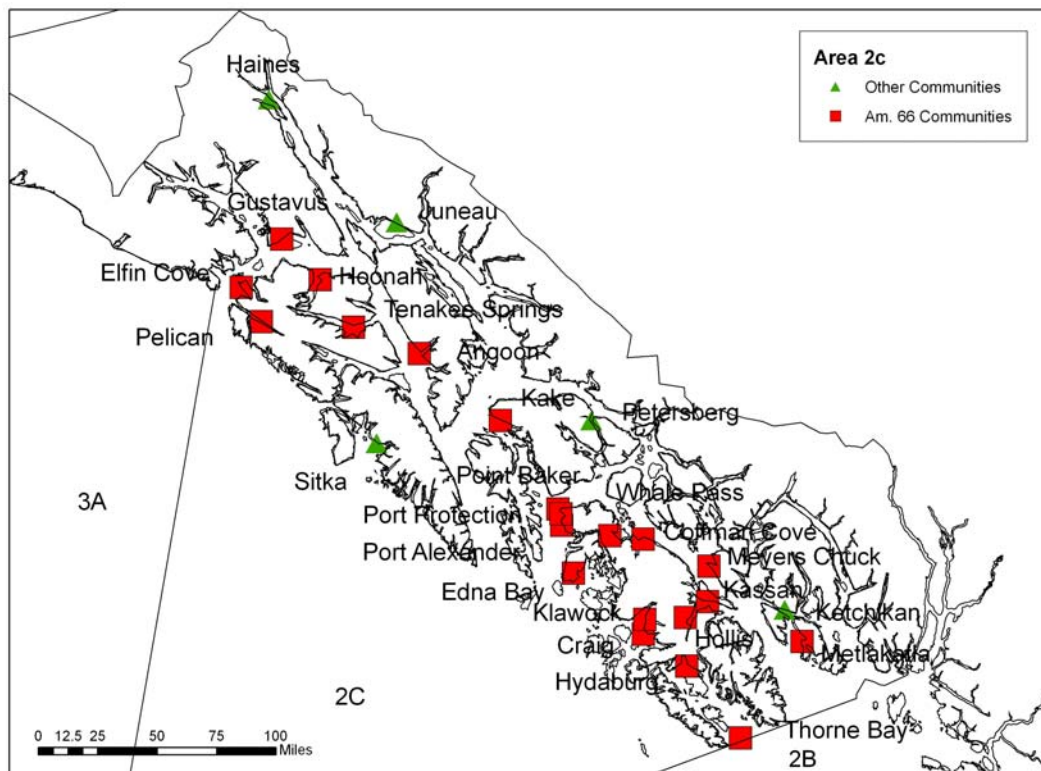 Area 2c
Other Communities
Am. 66 Communities
Haines
Gustavus
Juneau
Elfin Cove
Hoonah
Tenakee Springs
Pelican
Angoon
Kake
Petersberg
Sitka
Point Baker
Whale Pass
3A
Port Protection
Coffman Cove
Port Alexander
Meyers Chuck
Edna Bay
Kassan
Klawock
Ketchikan
Craig
Hollis
Metlakatla
Hydaburg
2C
Thorne Bay
2B
0 12.5 25 50 75 100
Miles